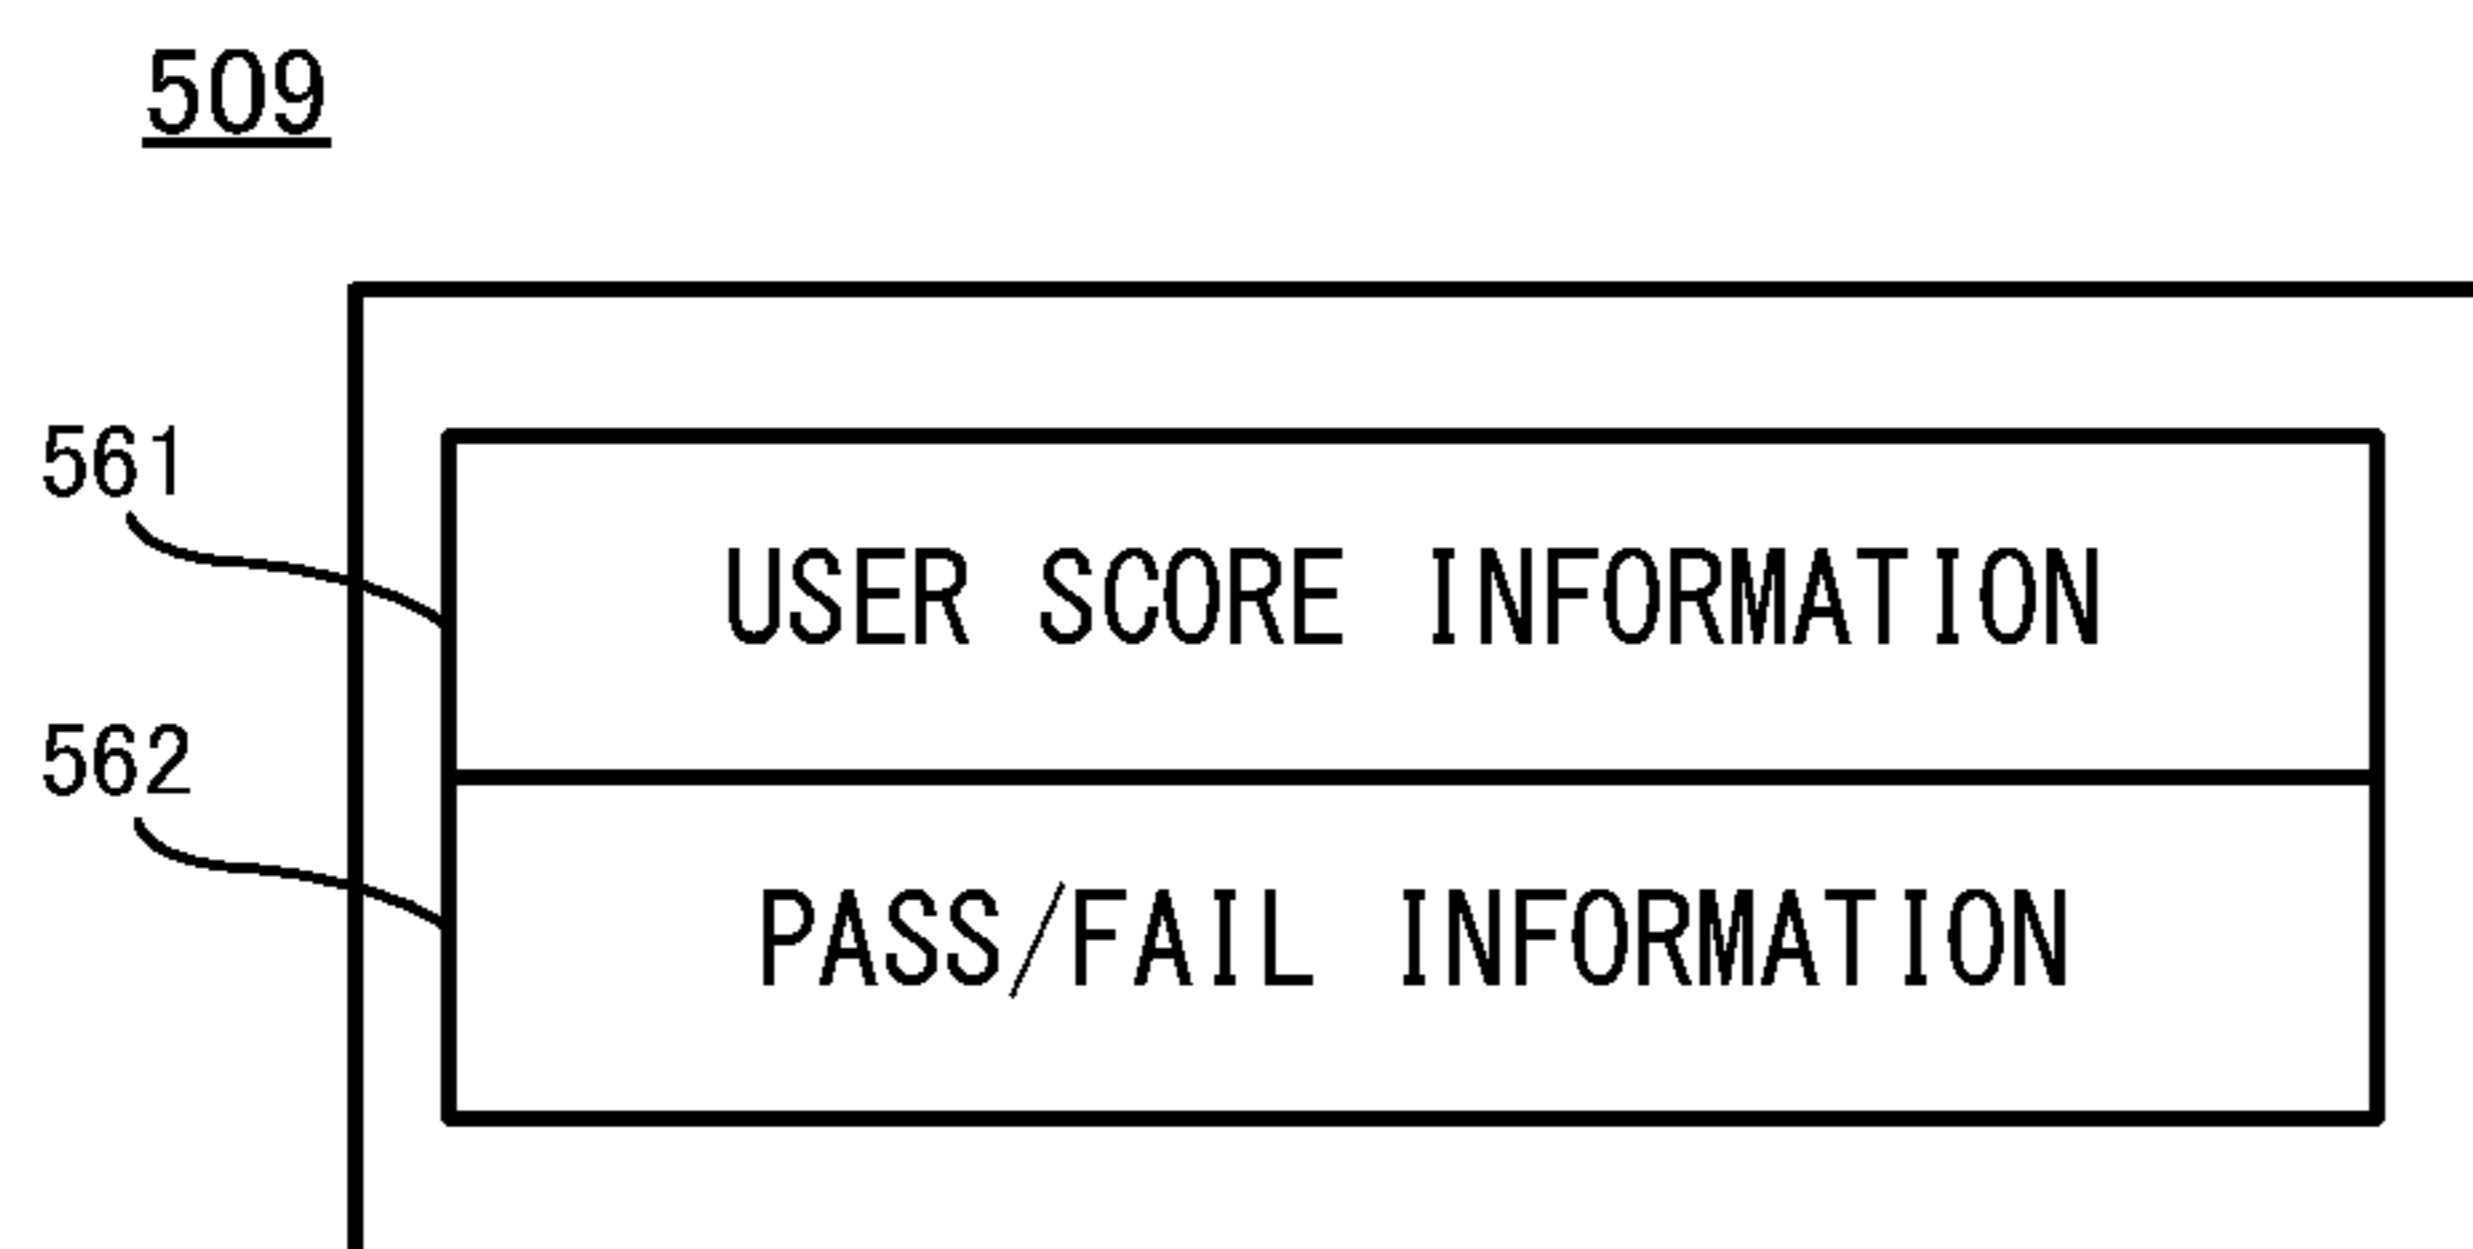 509
561
USER SCORE INFORMATION
562
PASS/FAIL INFORMATION